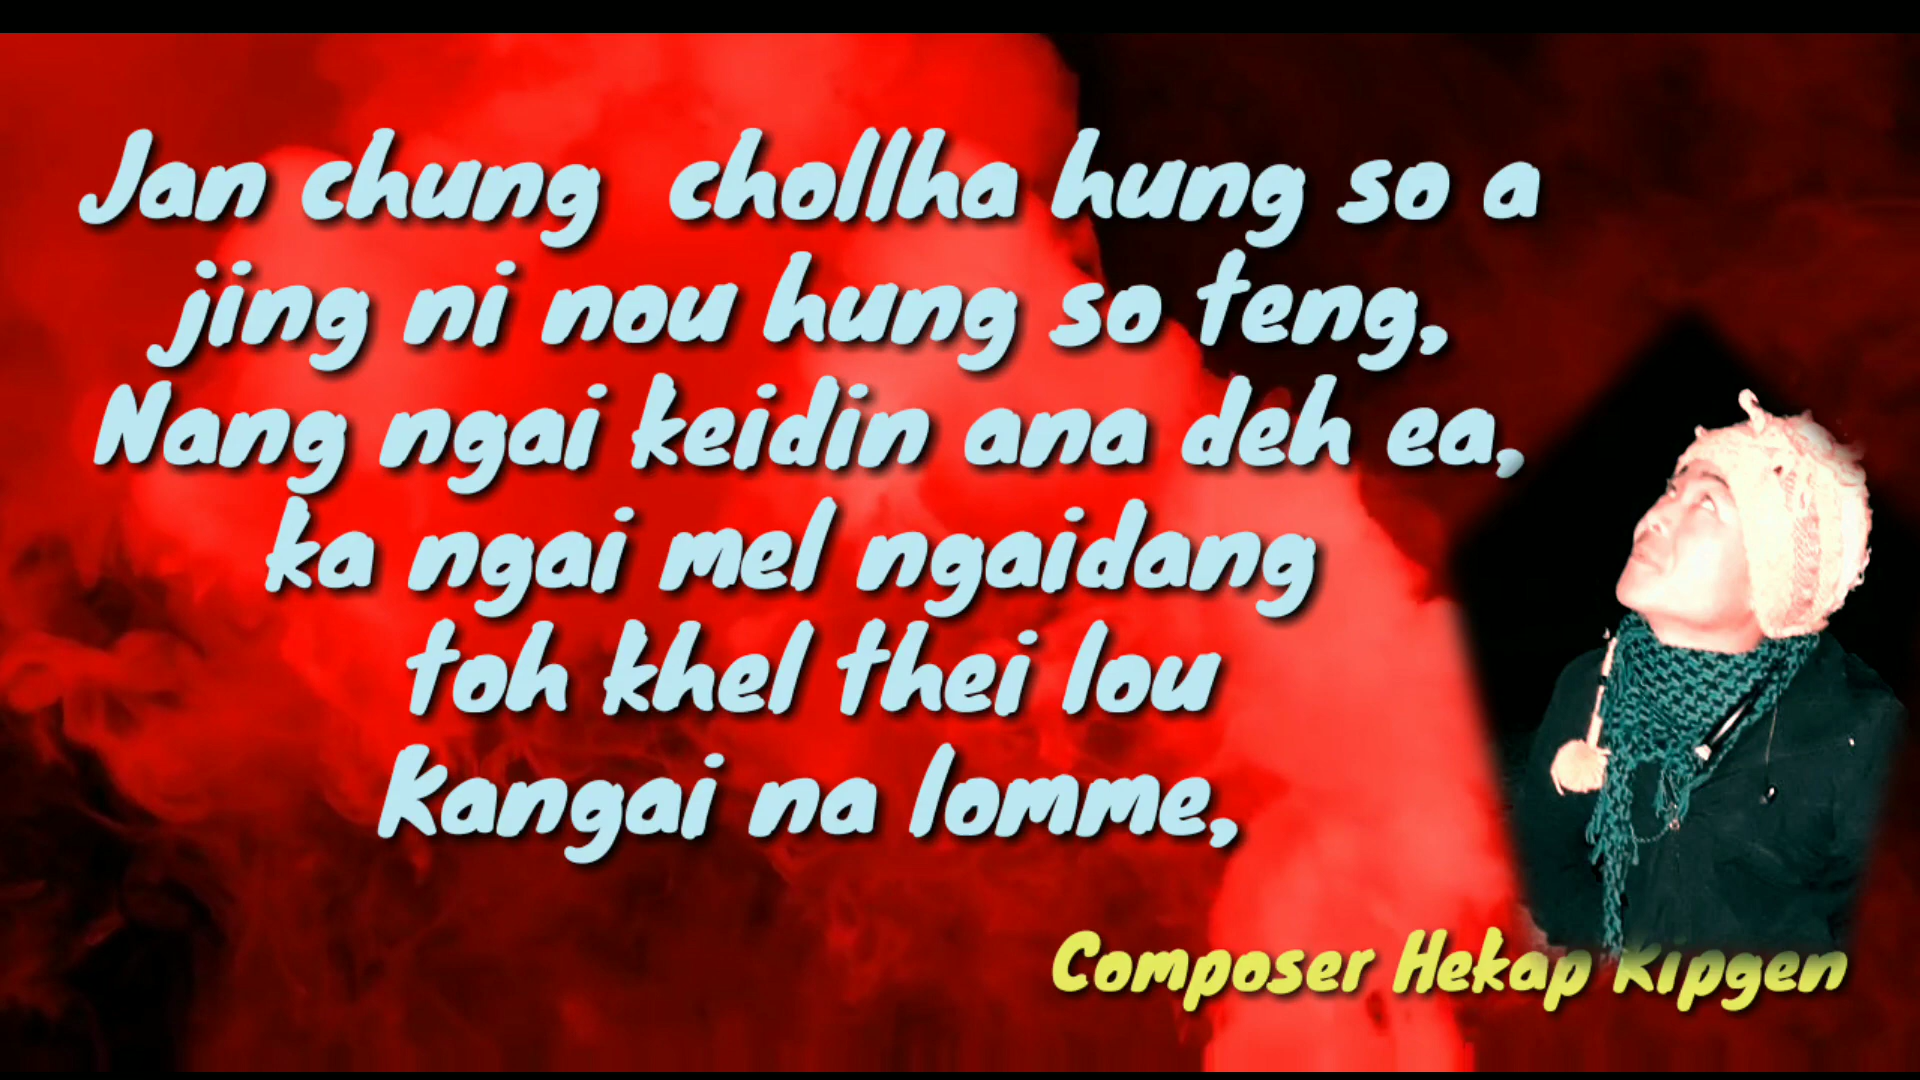 Jan chung chollha hung so a
jing ni nou hung so teng,
Nang ngai keidin ana deh ea,
ka ngai mel ngaidang
toh khel thei lou
Kangai na lomme,
Composer Hekap Kipgen